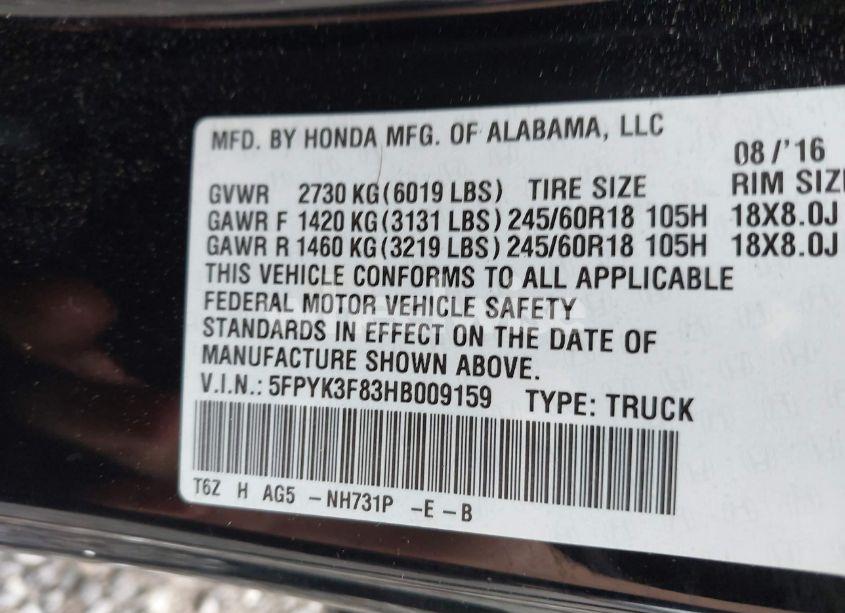 MFD. BY HONDA MFG. OF ALABAMA, LLC
08/'16
GVWR 2730 KG(6019 LBS) TIRE SIZE RIM SIZE
GAWR F 1420 KG(3131 LBS) 245/60R18 105H 18X8.0J
GAWR R 1460 KG(3219 LBS) 245/60R18 105H 18X8.0J
THIS VEHICLE CONFORMS TO ALL APPLICABLE
FEDERAL MOTOR VEHICLE SAFETY
STANDARDS IN EFFECT ON THE DATE OF
MANUFACTURE SHOWN ABOVE.
V.I.N.: 5FPYK3F83HB009159 TYPE: TRUCK
T6Z H AG5 -NH731P -E -B